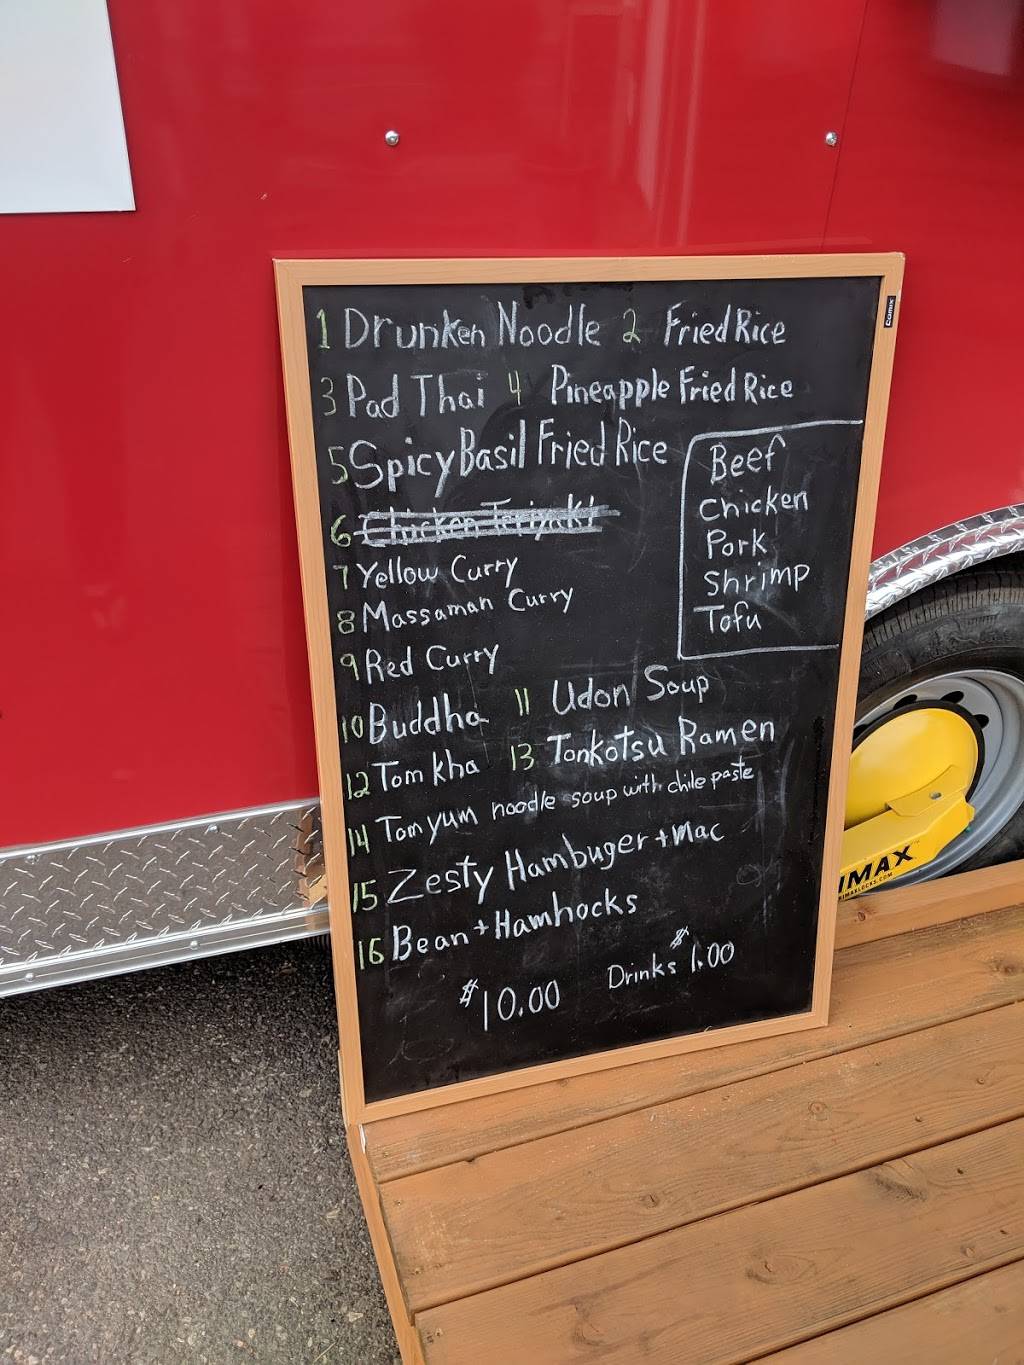 1 Drunken Noodle 2 Fried Rice
3 Pad Thai 4 Pineapple Fried Rice
5 Spicy Basil Fried Rice
Beef
Chicken
Pork
Shrimp
Tofu
6 Chicken Teriyaki
7 Yellow Curry
8 Massaman Curry
9 Red Curry
10 Buddha 11 Udon Soup
12 Tom Kha 13 Tonkotsu Ramen
14 Tom yum noodle soup with chile paste
15 Zesty Hambuger + mac
16 Bean + Hamhocks
$10.00 Drinks $1.00
IMAX